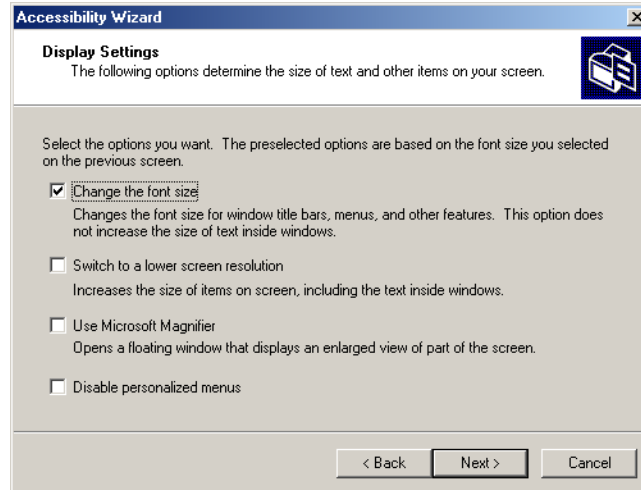 Accessibility Wizard
Display Settings
The following options determine the size of text and other items on your screen.
Select the options you want.  The preselected options are based on the font size you selected
on the previous screen.
Change the font size
Changes the font size for window title bars, menus, and other features.  This option does
not increase the size of text inside windows.
Switch to a lower screen resolution
Increases the size of items on screen, including the text inside windows.
Use Microsoft Magnifier
Opens a floating window that displays an enlarged view of part of the screen.
Disable personalized menus
< Back Next > Cancel